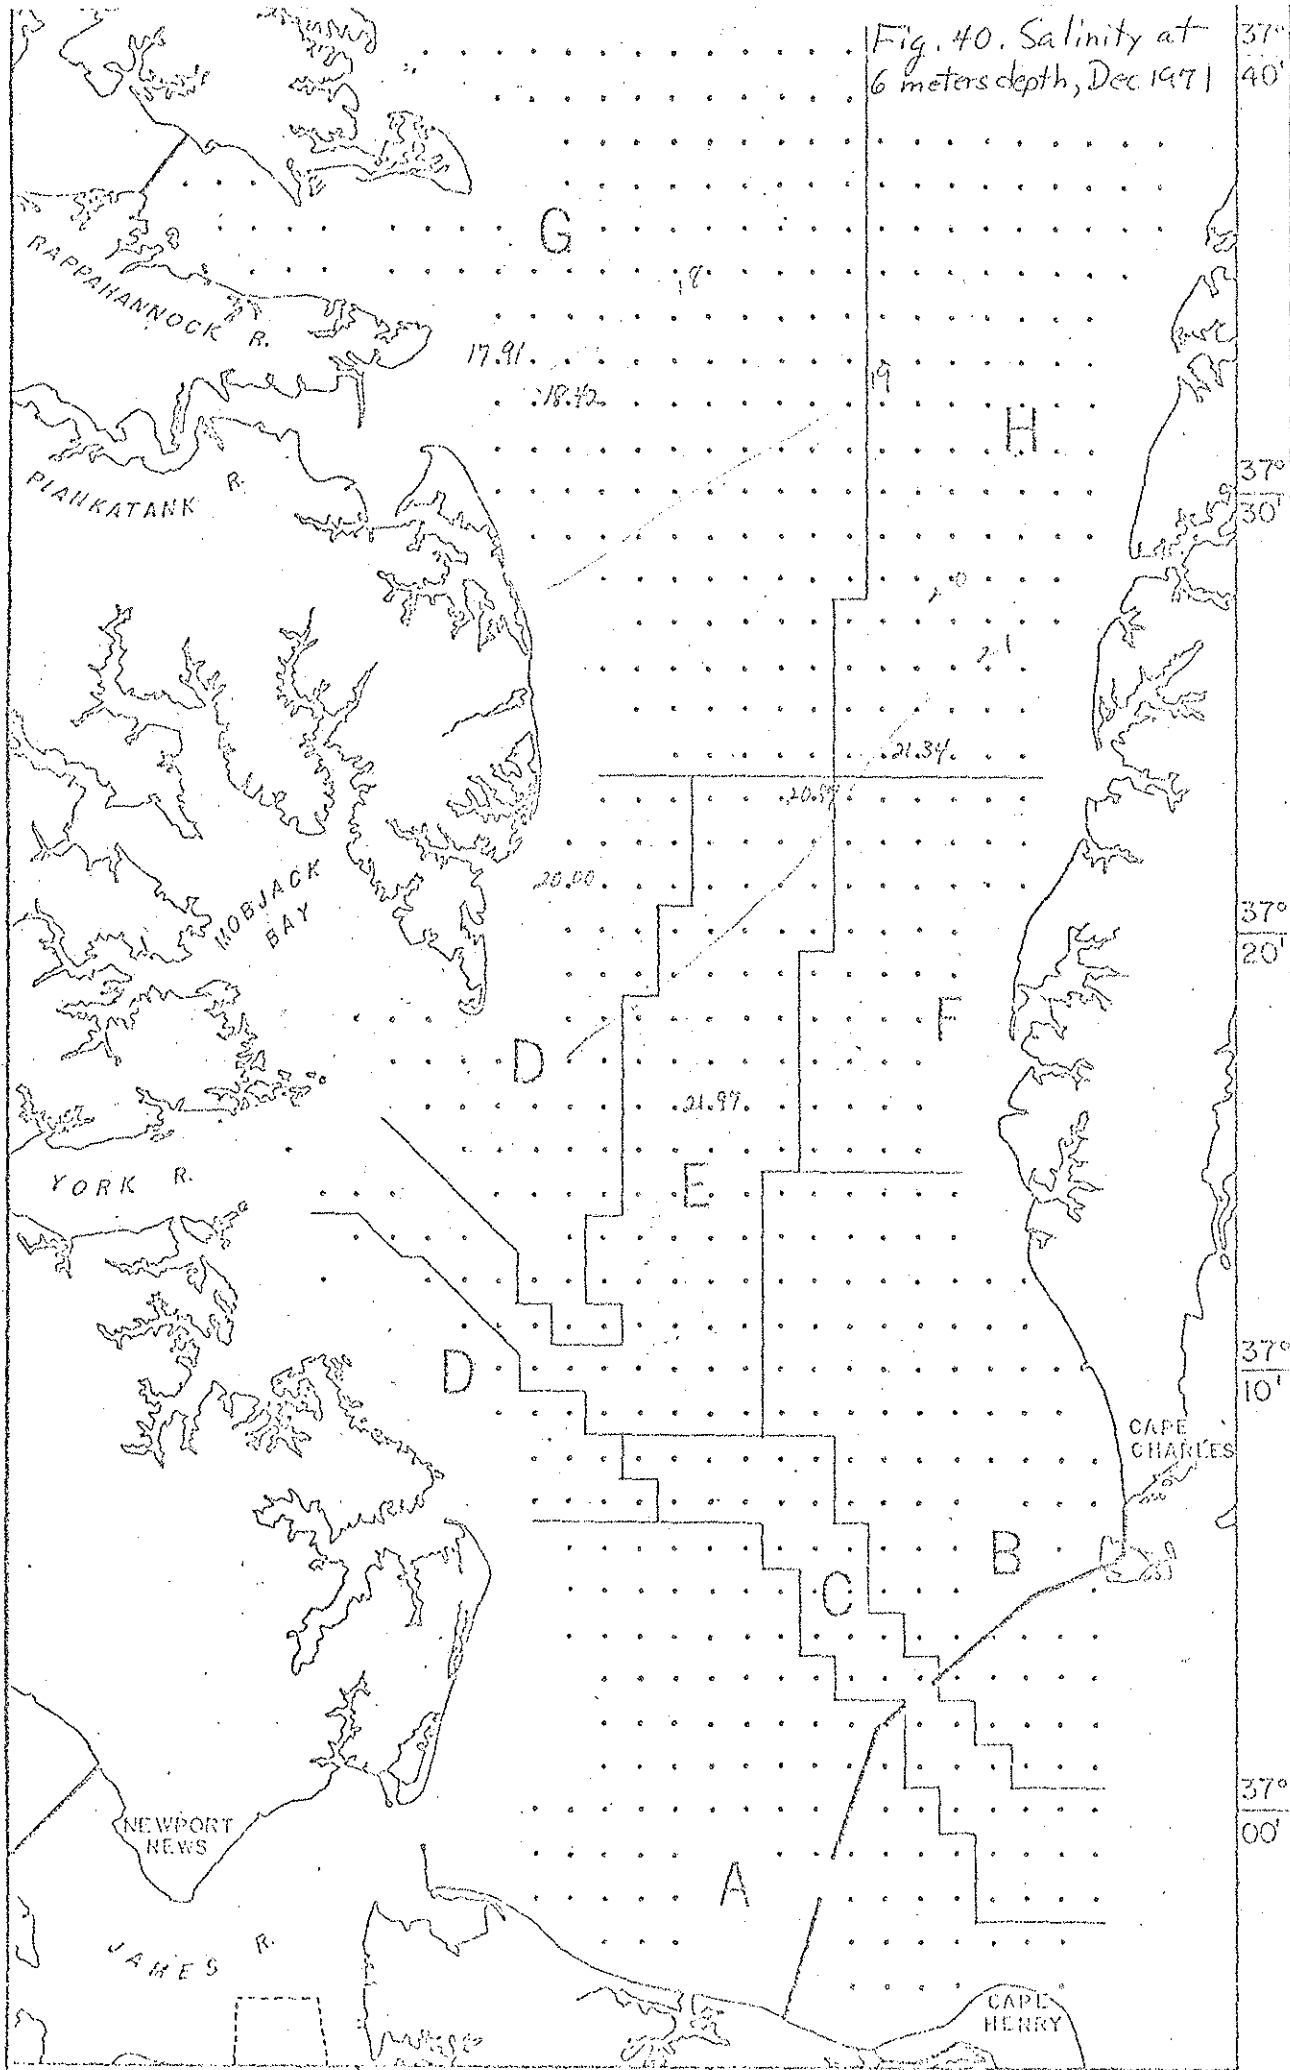 Fig. 40. Salinity at
6 meters depth, Dec 1971
37°
40'
G
RAPPAHANNOCK R.
18
17.91
18.42
19
H
PIANKATANK R.
37°
30'
20
21
21.34
20.00
MOBJACK
BAY
37°
20'
F
D
21.97
YORK R.
E
D
37°
10'
CAPE
CHARLES
B
C
37°
00'
NEWPORT
NEWS
A
JAMES R.
CAPE
HENRY